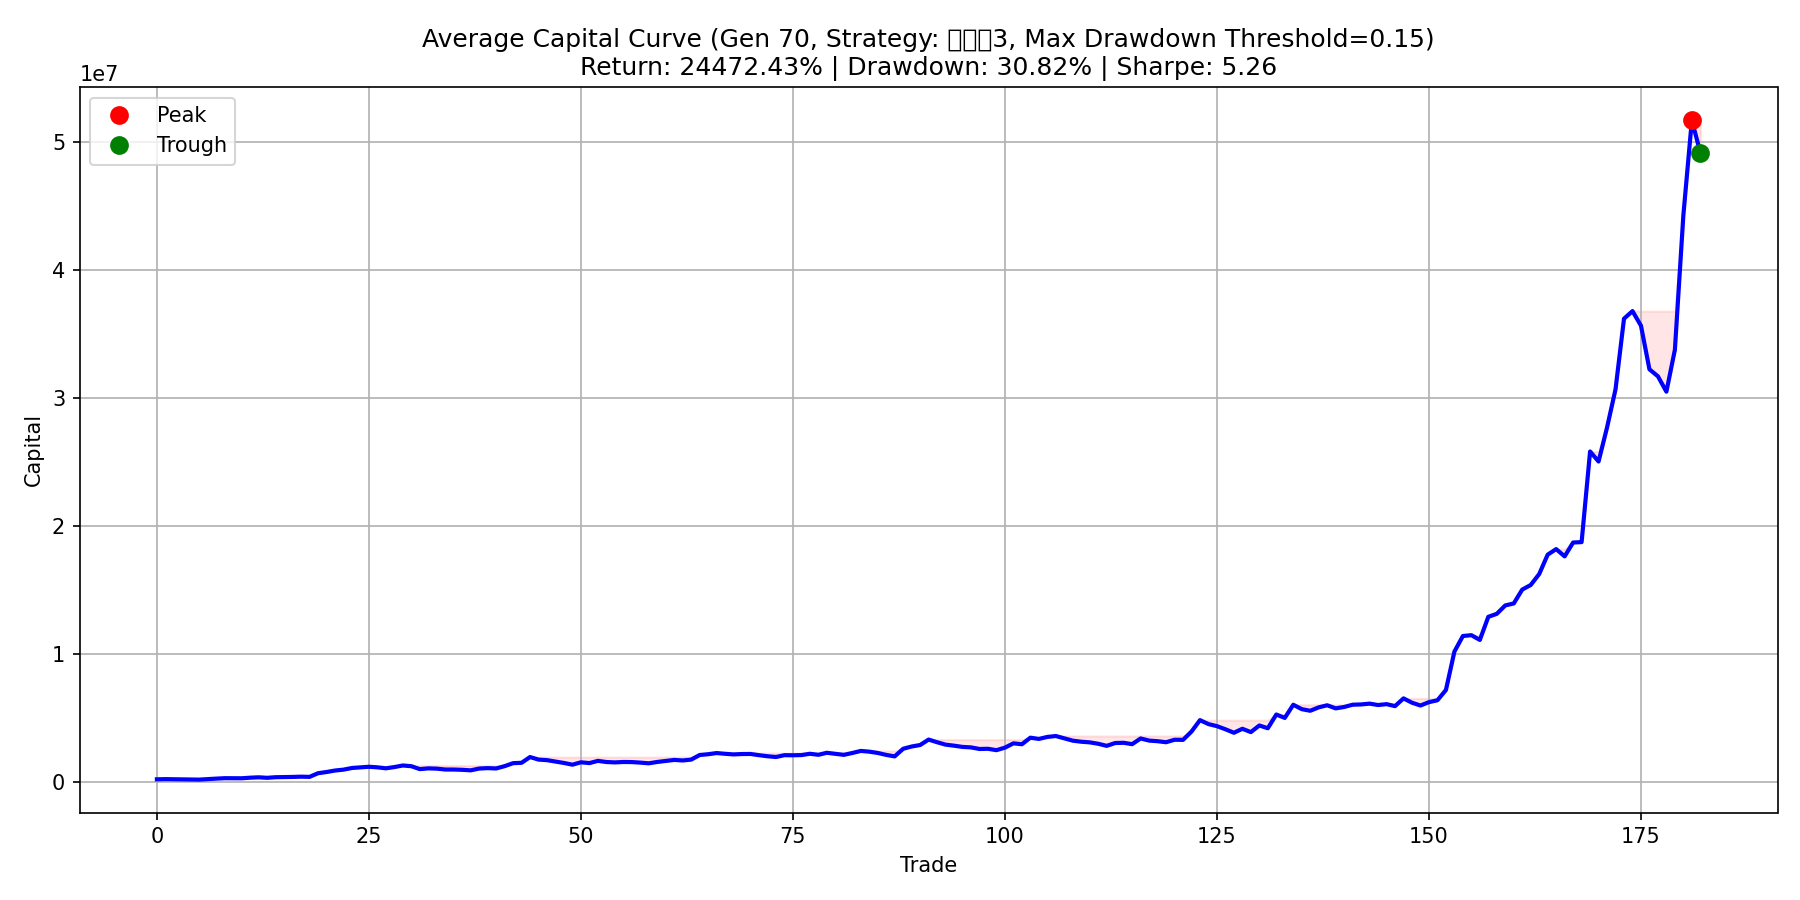 Average Capital Curve (Gen 70, Strategy: 3, Max Drawdown Threshold=0.15)
Return: 24472.43% | Drawdown: 30.82% | Sharpe: 5.26
1e7
Peak
Trough
5
4
3
2
1
0
Capital
0 25 50 75 100 125 150 175
Trade